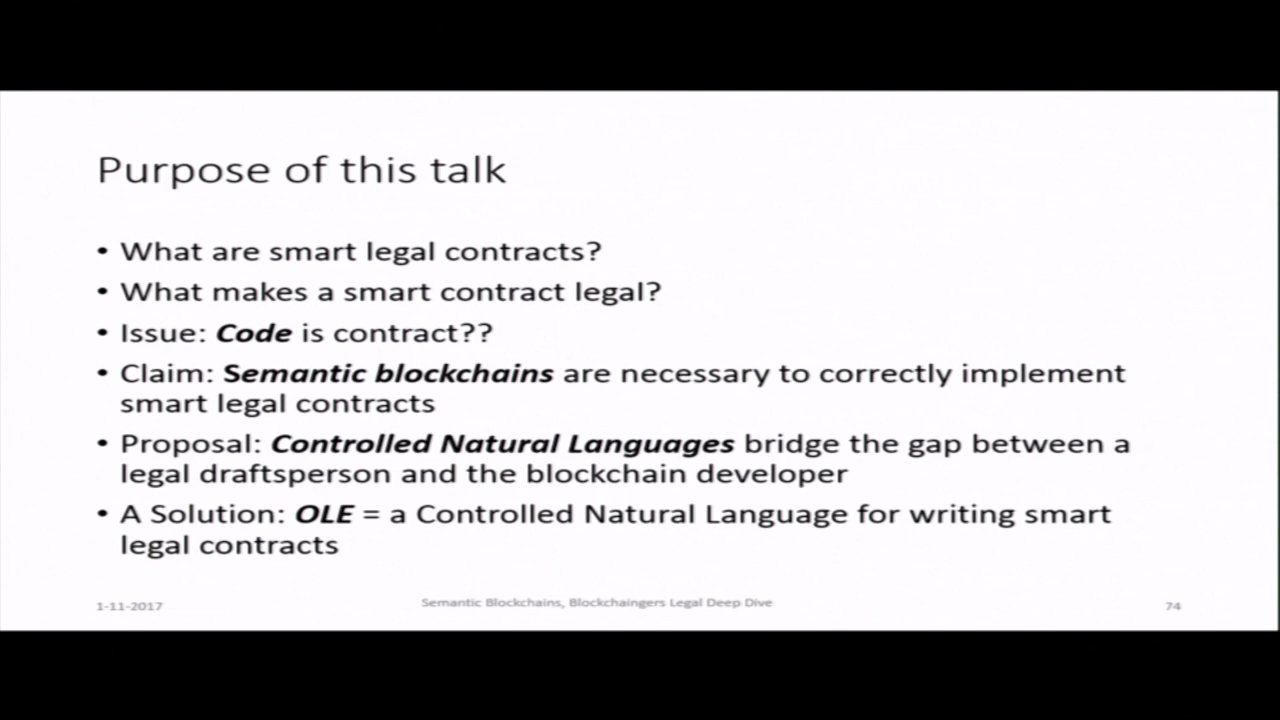 Purpose of this talk
• What are smart legal contracts?
• What makes a smart contract legal?
• Issue: Code is contract??
• Claim: Semantic blockchains are necessary to correctly implement
smart legal contracts
• Proposal: Controlled Natural Languages bridge the gap between a
legal draftsperson and the blockchain developer
• A Solution: OLE = a Controlled Natural Language for writing smart
legal contracts
1-11-2017
Semantic Blockchains, Blockchaingers Legal Deep Dive
74